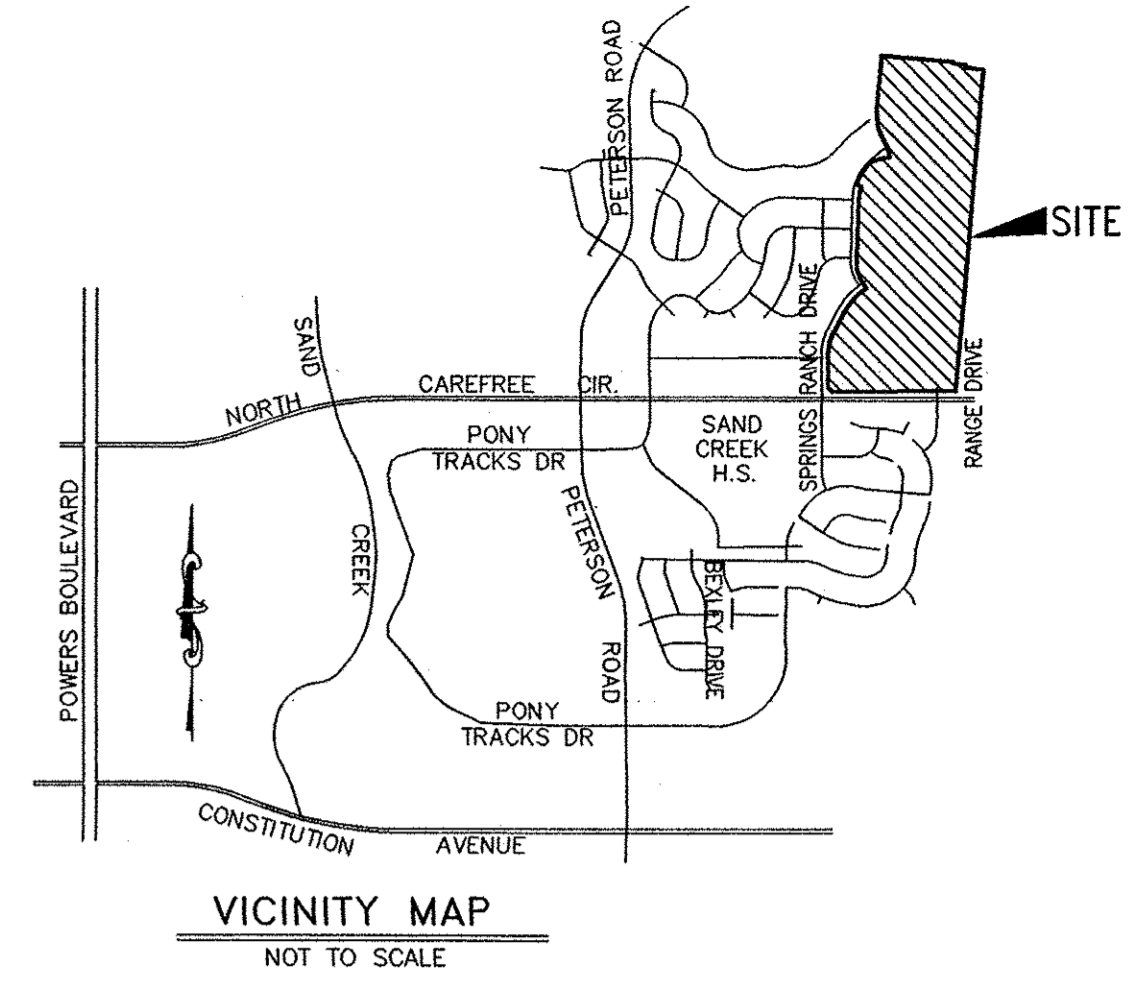 PETERSON ROAD
SITE
SPRINGS RANCH DRIVE
RANGE DRIVE
SAND
CREEK
NORTH
CAREFREE CIR.
PONY
TRACKS DR
SAND
CREEK
H.S.
POWERS BOULEVARD
PETERSON
ROAD
BEXLEY DRIVE
PONY
TRACKS DR
CONSTITUTION
AVENUE
VICINITY MAP
NOT TO SCALE